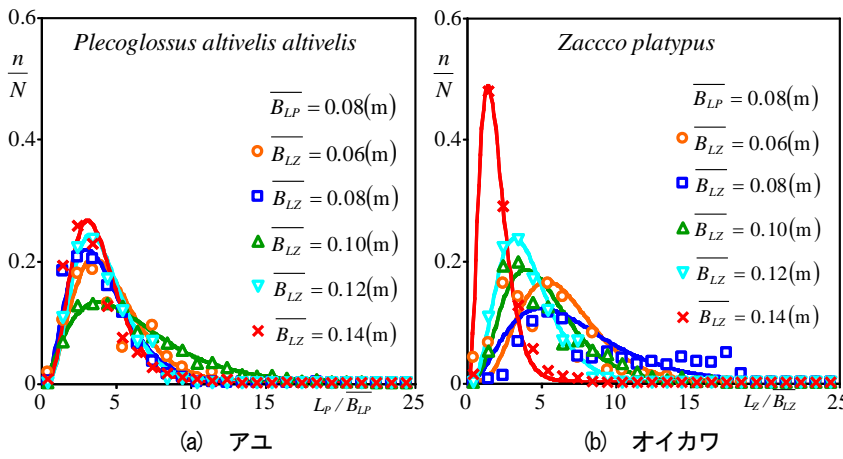 0.6
n/N
0.4
0.2
0
Plecoglossus altivelis altivelis
B_LP = 0.08(m)
B_LZ = 0.06(m)
B_LZ = 0.08(m)
B_LZ = 0.10(m)
B_LZ = 0.12(m)
B_LZ = 0.14(m)
0 5 10 15 20 25
L_P / B_LP
(a) アユ
0.6
n/N
0.4
0.2
0
Zaccco platypus
B_LP = 0.08(m)
B_LZ = 0.06(m)
B_LZ = 0.08(m)
B_LZ = 0.10(m)
B_LZ = 0.12(m)
B_LZ = 0.14(m)
0 5 10 15 20 25
L_Z / B_LZ
(b) オイカワ